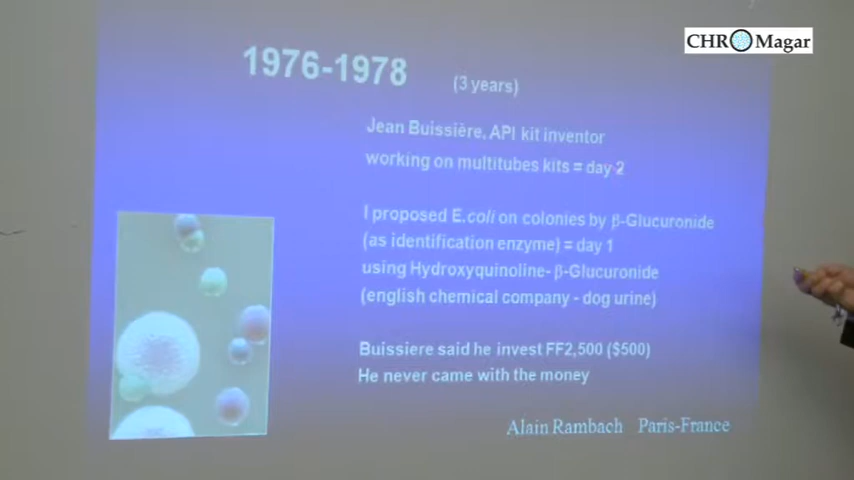 CHROMagar
1976-1978 (3 years)
Jean Buissière, API kit inventor
working on multitubes kits = day 2
I proposed E.coli on colonies by β-Glucuronide
(as identification enzyme) = day 1
using Hydroxyquinoline- β-Glucuronide
(english chemical company - dog urine)
Buissiere said he invest FF2,500 ($500)
He never came with the money
Alain Rambach Paris-France